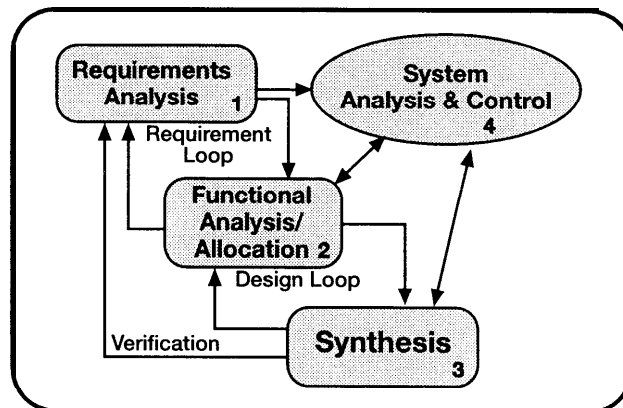 Requirements
Analysis 1
System
Analysis & Control
4
Requirement
Loop
Functional
Analysis/
Allocation 2
Design Loop
Synthesis
3
Verification